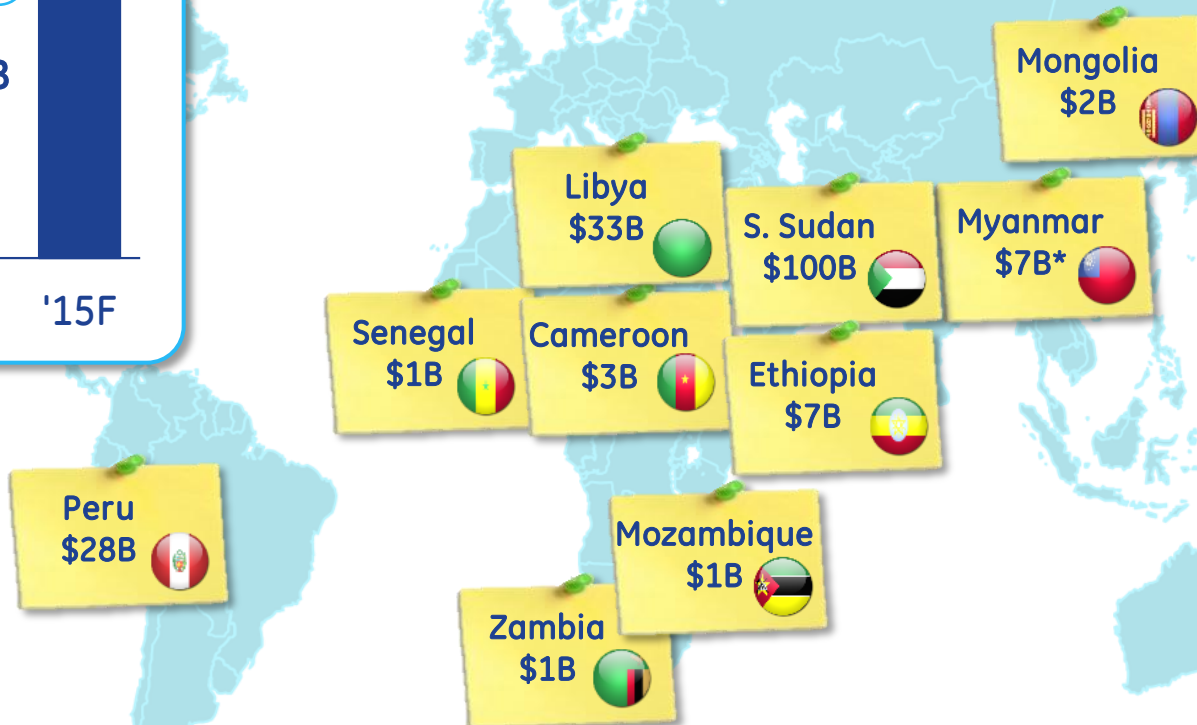 B
'15F
Mongolia
$2B
Libya
$33B
S. Sudan
$100B
Myanmar
$7B*
Senegal
$1B
Cameroon
$3B
Ethiopia
$7B
Peru
$28B
Mozambique
$1B
Zambia
$1B